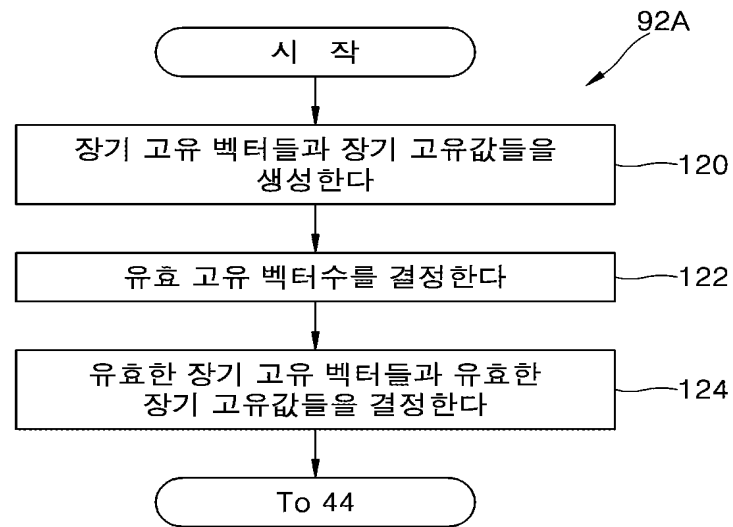 92A
시 작
장기 고유 벡터들과 장기 고유값들을
생성한다
120
유효 고유 벡터수를 결정한다
122
유효한 장기 고유 벡터들과 유효한
장기 고유값들을 결정한다
124
To 44